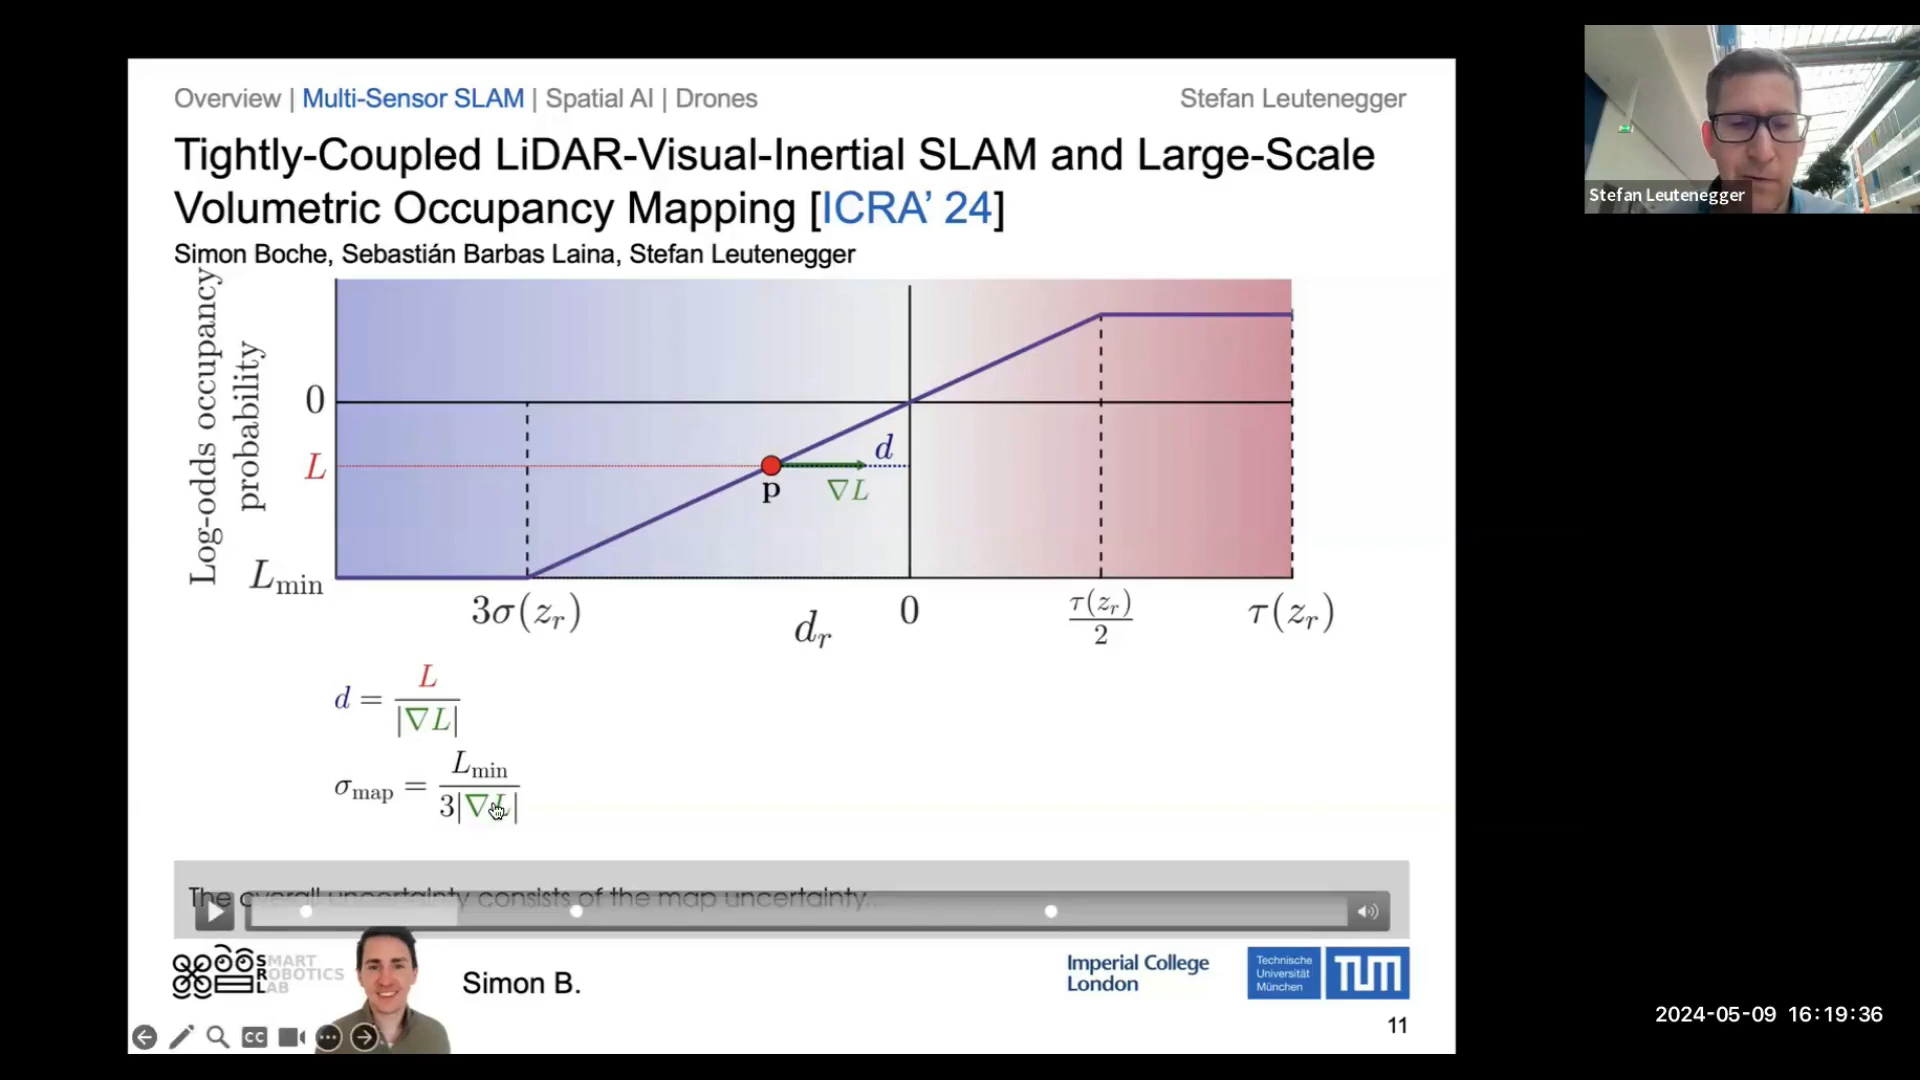 Overview | Multi-Sensor SLAM | Spatial AI | Drones
Stefan Leutenegger
Tightly-Coupled LiDAR-Visual-Inertial SLAM and Large-Scale
Volumetric Occupancy Mapping [ICRA' 24]
Simon Boche, Sebastián Barbas Laina, Stefan Leutenegger
Log-odds occupancy
probability
0
L
L_min
d
p
∇L
3σ(z_r)
d_r
0
τ(z_r)/2
τ(z_r)
d = L/|∇L|
σ_map = L_min/3|∇L|
The overall uncertainty consists of the map uncertainty...
SMART
ROBOTICS
LAB
Simon B.
Imperial College
London
Technische
Universität
München
TUM
CC
11
Stefan Leutenegger
2024-05-09 16:19:36